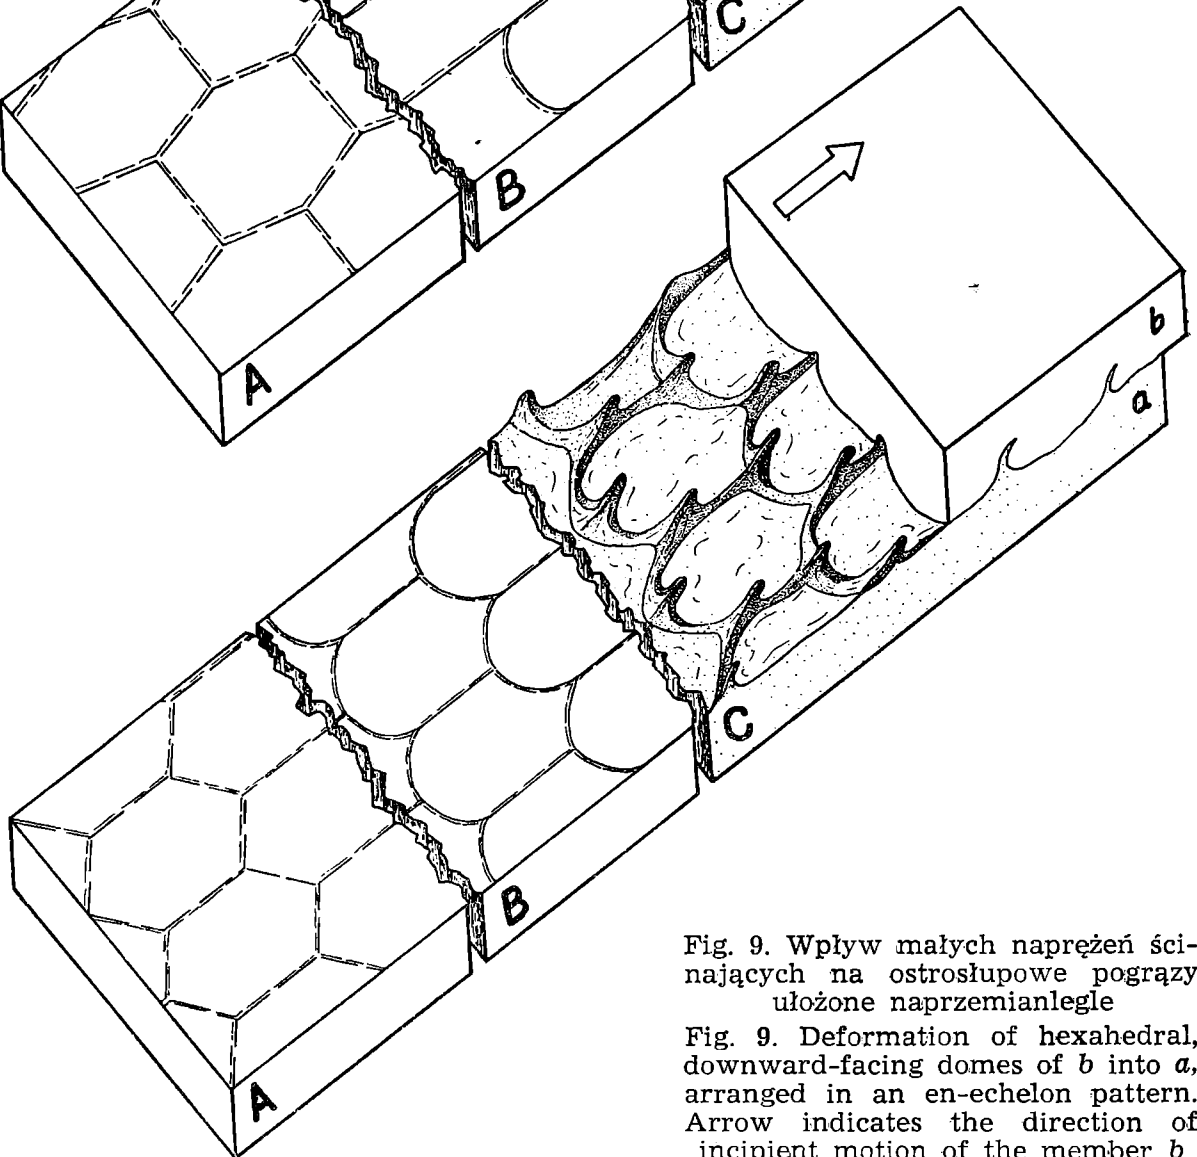 C
B
A
b
a
C
B
A
Fig. 9. Wpływ małych naprężeń ści-
nających na ostrosłupowe pogrązy
ułożone naprzemianlegle
Fig. 9. Deformation of hexahedral,
downward-facing domes of b into a,
arranged in an en-echelon pattern.
Arrow indicates the direction of
incipient motion of the member b